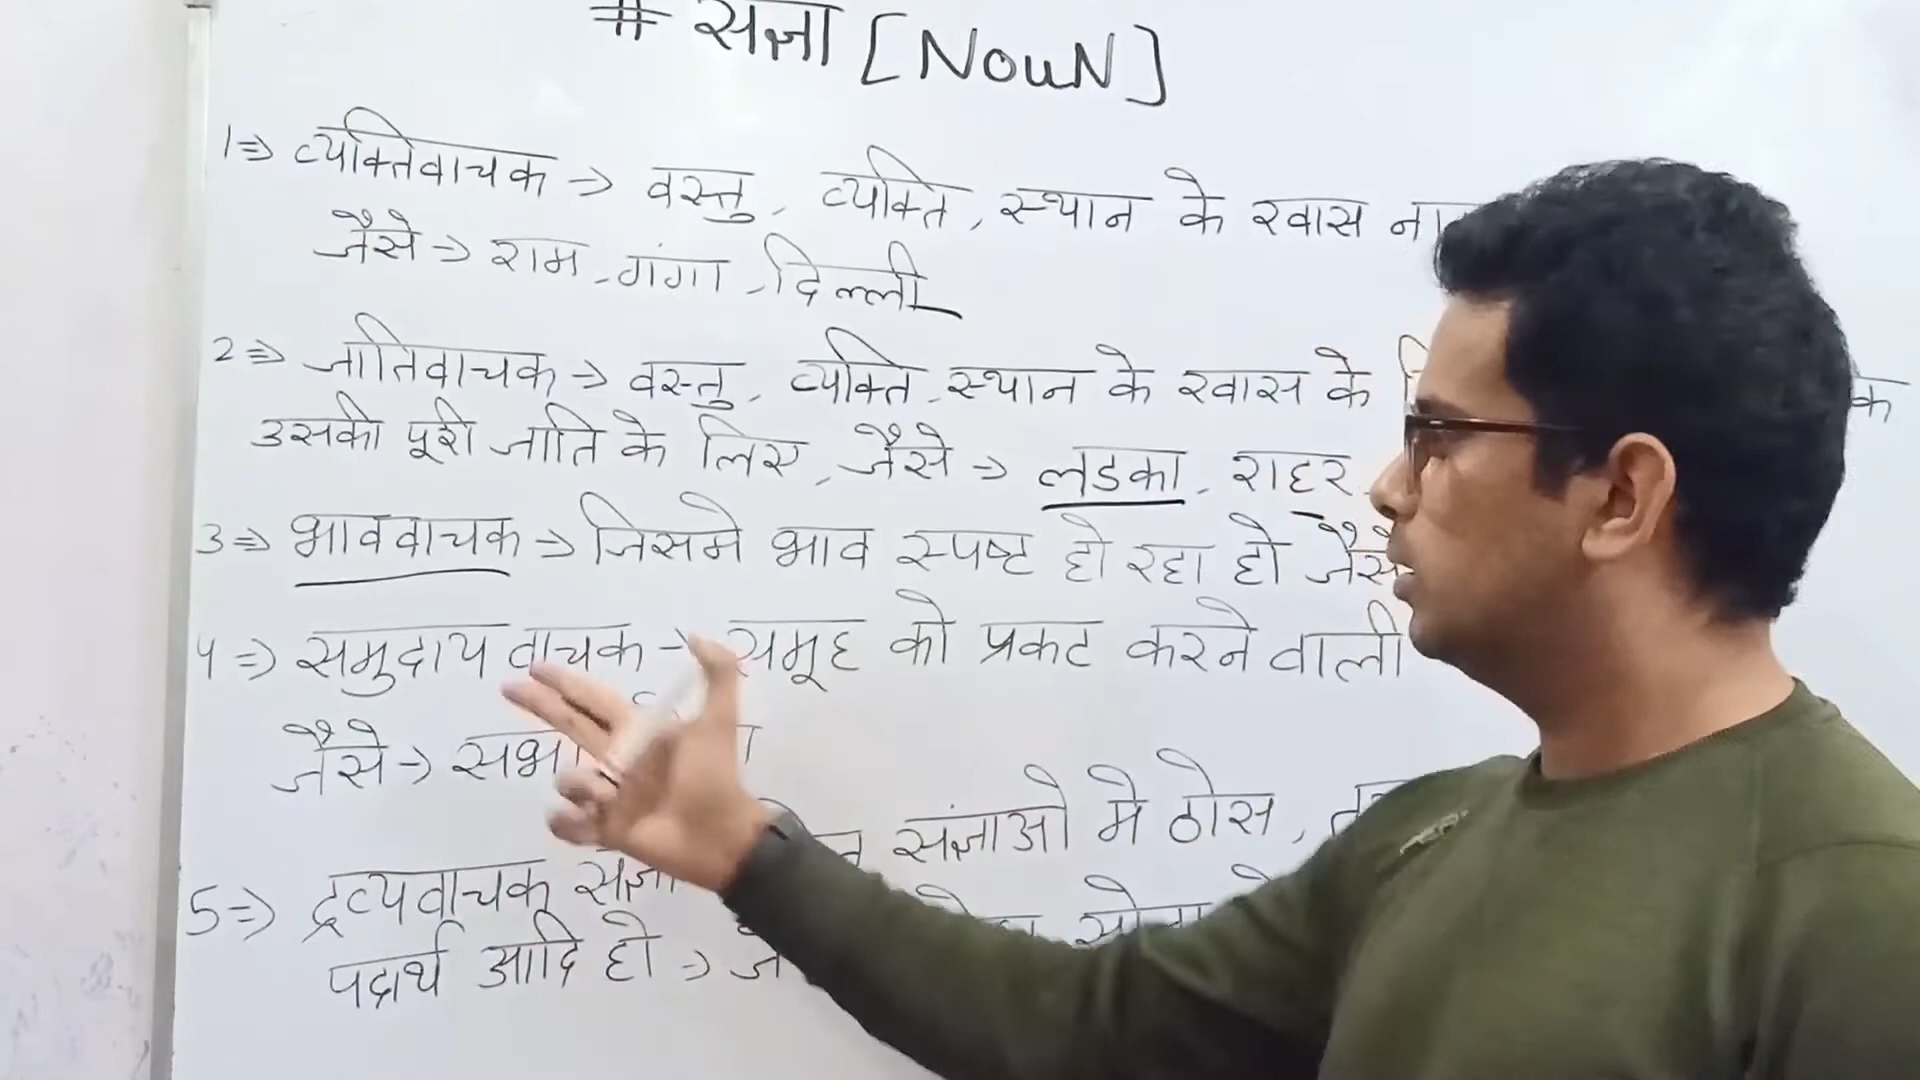 # संज्ञा [NOUN]
1⇒ व्यक्तिवाचक → वस्तु, व्यक्ति, स्थान के खास
जैसे → राम, गंगा, दिल्ली
2⇒ जातिवाचक → वस्तु, व्यक्ति, स्थान के खास के
उसकी पूरी जाति के लिए, जैसे → लडका, शहर
3⇒ भाववाचक ⇒ जिसमे भाव स्पष्ट हो रहा हो जैसे
4⇒ समुदाय वाचक → समूह को प्रकट करने वाली
जैसे → सभा
5⇒ द्रव्यवाचक संज्ञा संज्ञाओ मे ठोस,
पदार्थ आदि हो →